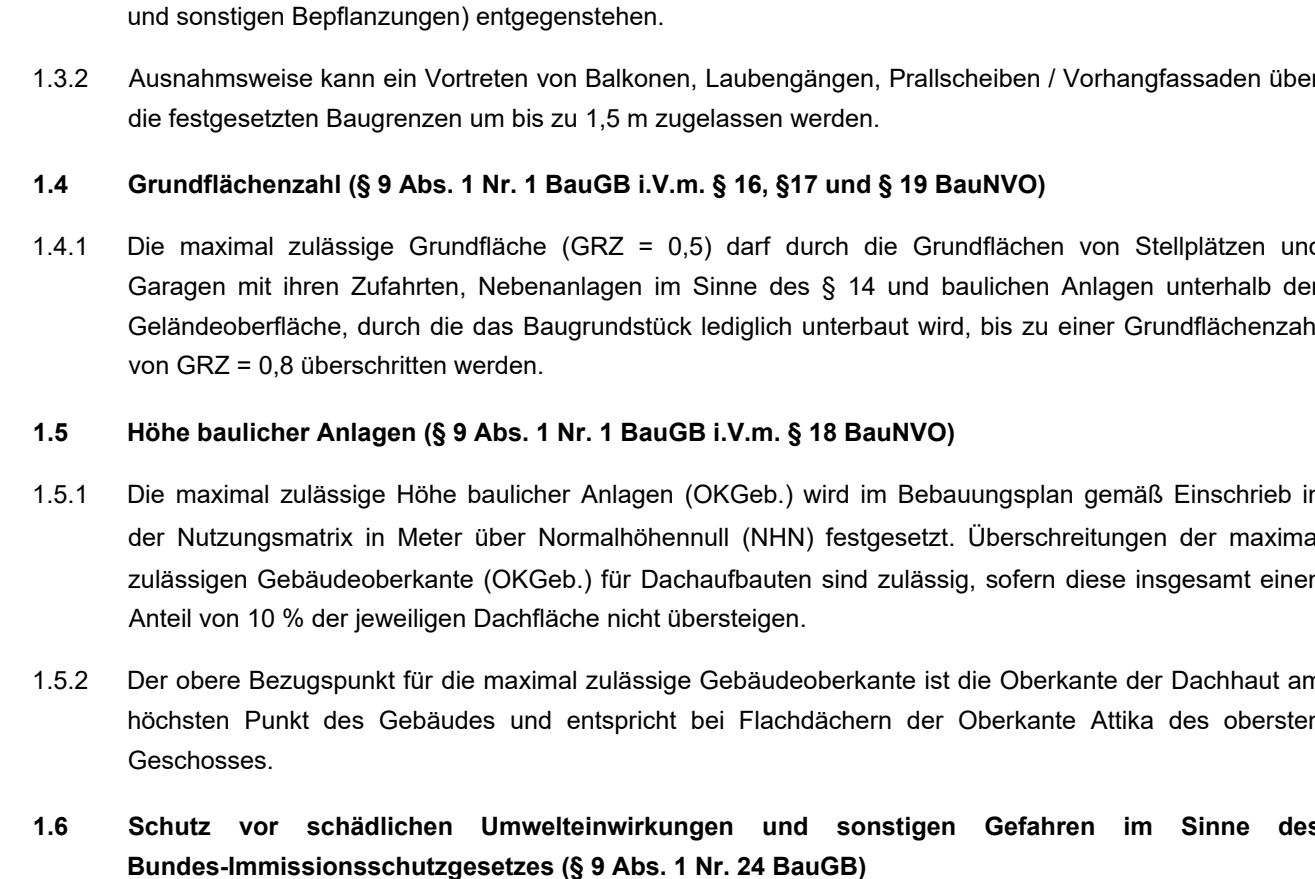 und sonstigen Bepflanzungen) entgegenstehen.
1.3.2 Ausnahmsweise kann ein Vortreten von Balkonen, Laubengängen, Prallscheiben / Vorhangfassaden über
die festgesetzten Baugrenzen um bis zu 1,5 m zugelassen werden.
1.4 Grundflächenzahl (§ 9 Abs. 1 Nr. 1 BauGB i.V.m. § 16, §17 und § 19 BauNVO)
1.4.1 Die maximal zulässige Grundfläche (GRZ = 0,5) darf durch die Grundflächen von Stellplätzen und
Garagen mit ihren Zufahrten, Nebenanlagen im Sinne des § 14 und baulichen Anlagen unterhalb der
Geländeoberfläche, durch die das Baugrundstück lediglich unterbaut wird, bis zu einer Grundflächenzahl
von GRZ = 0,8 überschritten werden.
1.5 Höhe baulicher Anlagen (§ 9 Abs. 1 Nr. 1 BauGB i.V.m. § 18 BauNVO)
1.5.1 Die maximal zulässige Höhe baulicher Anlagen (OKGeb.) wird im Bebauungsplan gemäß Einschrieb in
der Nutzungsmatrix in Meter über Normalhöhennull (NHN) festgesetzt. Überschreitungen der maximal
zulässigen Gebäudeoberkante (OKGeb.) für Dachaufbauten sind zulässig, sofern diese insgesamt einen
Anteil von 10 % der jeweiligen Dachfläche nicht übersteigen.
1.5.2 Der obere Bezugspunkt für die maximal zulässige Gebäudeoberkante ist die Oberkante der Dachhaut am
höchsten Punkt des Gebäudes und entspricht bei Flachdächern der Oberkante Attika des obersten
Geschosses.
1.6 Schutz vor schädlichen Umwelteinwirkungen und sonstigen Gefahren im Sinne des
Bundes-Immissionsschutzgesetzes (§ 9 Abs. 1 Nr. 24 BauGB)